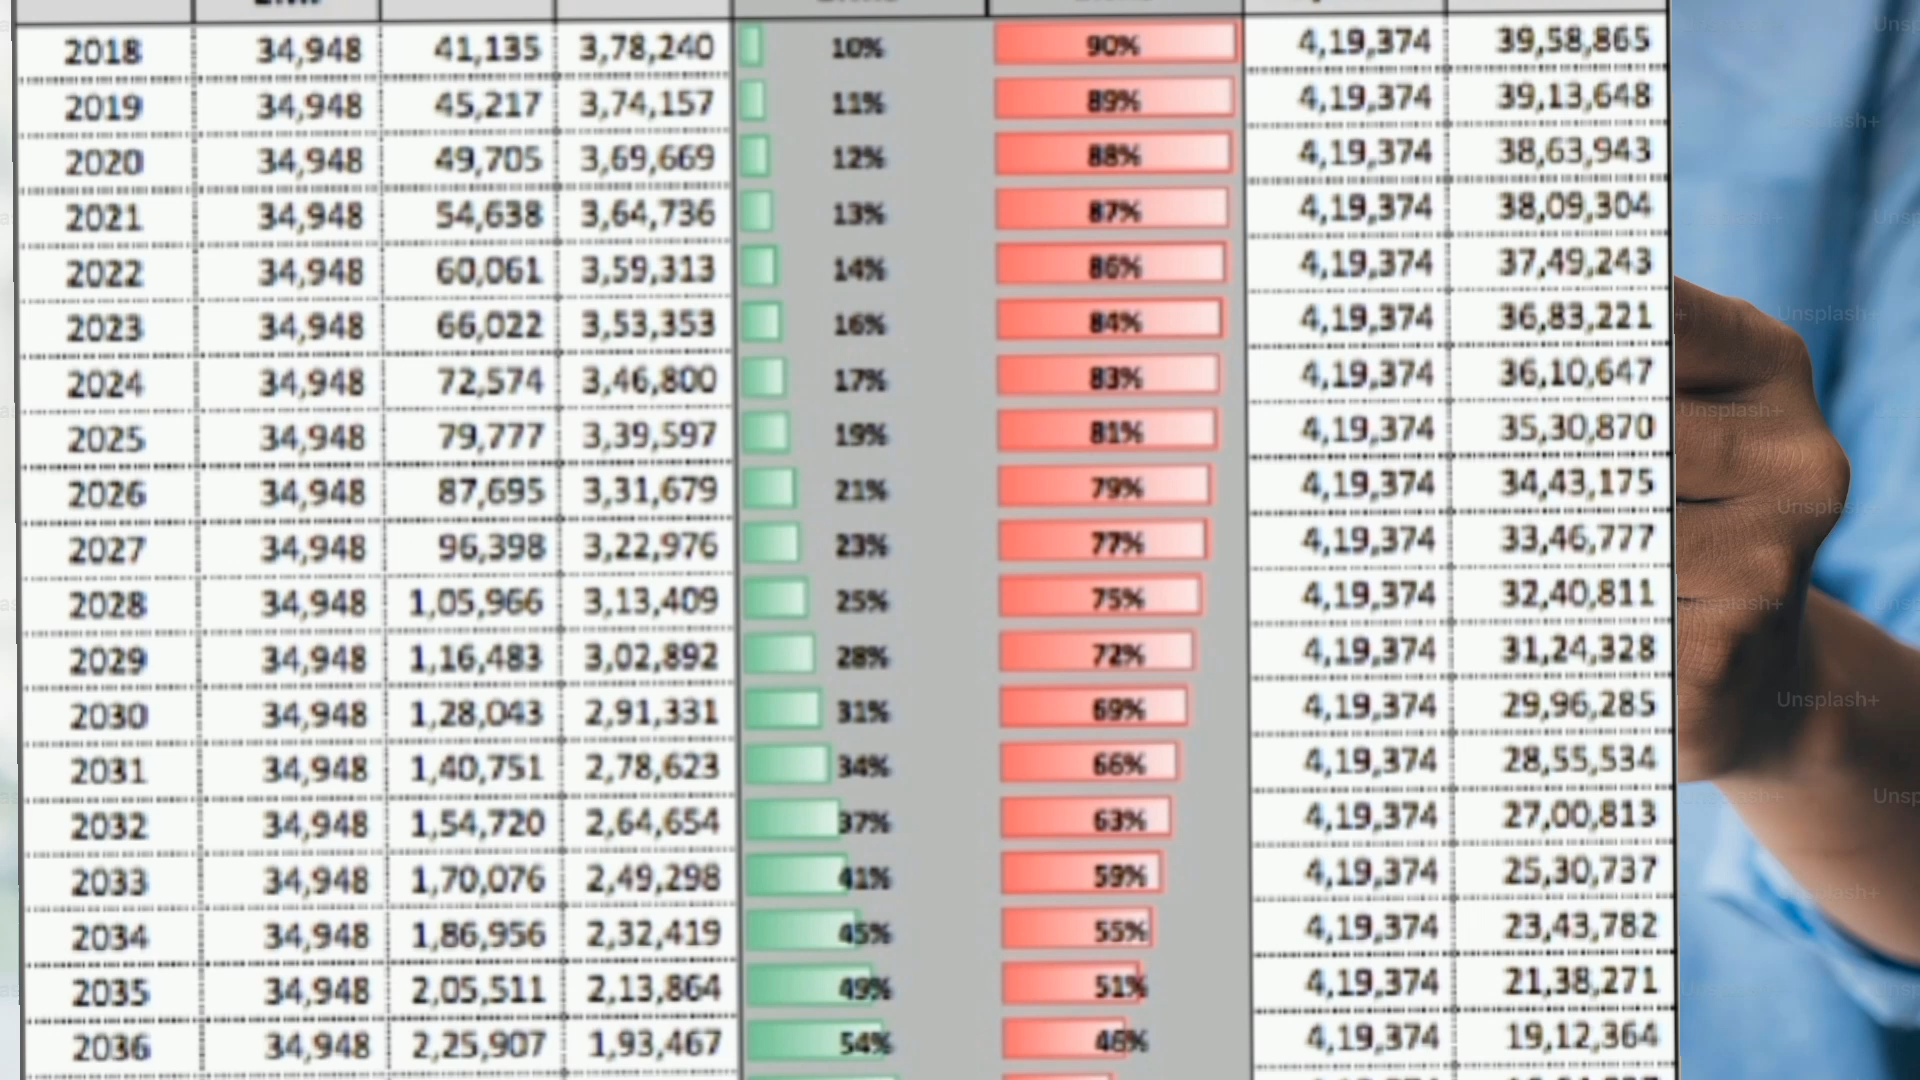 2018 34,948 41,135 3,78,240 10% 90% 4,19,374 39,58,865
2019 34,948 45,217 3,74,157 11% 89% 4,19,374 39,13,648
2020 34,948 49,705 3,69,669 12% 88% 4,19,374 38,63,943
2021 34,948 54,638 3,64,736 13% 87% 4,19,374 38,09,304
2022 34,948 60,061 3,59,313 14% 86% 4,19,374 37,49,243
2023 34,948 66,022 3,53,353 16% 84% 4,19,374 36,83,221
2024 34,948 72,574 3,46,800 17% 83% 4,19,374 36,10,647
2025 34,948 79,777 3,39,597 19% 81% 4,19,374 35,30,870
2026 34,948 87,695 3,31,679 21% 79% 4,19,374 34,43,175
2027 34,948 96,398 3,22,976 23% 77% 4,19,374 33,46,777
2028 34,948 1,05,966 3,13,409 25% 75% 4,19,374 32,40,811
2029 34,948 1,16,483 3,02,892 28% 72% 4,19,374 31,24,328
2030 34,948 1,28,043 2,91,331 31% 69% 4,19,374 29,96,285
2031 34,948 1,40,751 2,78,623 34% 66% 4,19,374 28,55,534
2032 34,948 1,54,720 2,64,654 37% 63% 4,19,374 27,00,813
2033 34,948 1,70,076 2,49,298 41% 59% 4,19,374 25,30,737
2034 34,948 1,86,956 2,32,419 45% 55% 4,19,374 23,43,782
2035 34,948 2,05,511 2,13,864 49% 51% 4,19,374 21,38,271
2036 34,948 2,25,907 1,93,467 54% 46% 4,19,374 19,12,364
Unsplash+
Unsplash+
Unsplash+
Unsplash+
Unsplash+
Unsplash+
Unsplash+
Unsplash+
Unsplash+
Unsplash+